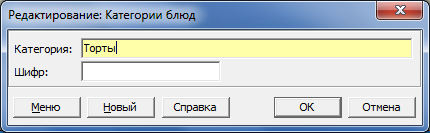 Редактирование: Категории блюд
Категория: Торты
Шифр:
Меню Новый Справка ОК Отмена